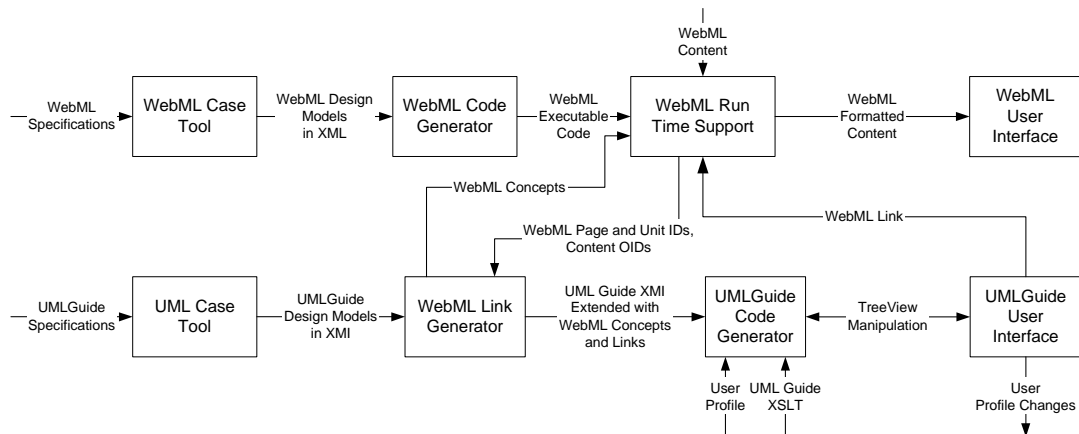 WebML
Content
WebML
Specifications
WebML Case
Tool
WebML Design
Models
in XML
WebML Code
Generator
WebML
Executable
Code
WebML Run
Time Support
WebML
Formatted
Content
WebML
User
Interface
WebML Concepts
WebML Link
WebML Page and Unit IDs,
Content OIDs
UMLGuide
Specifications
UML Case
Tool
UMLGuide
Design Models
in XMI
WebML Link
Generator
UML Guide XMI
Extended with
WebML Concepts
and Links
UMLGuide
Code
Generator
TreeView
Manipulation
UMLGuide
User
Interface
User
Profile
UML Guide
XSLT
User
Profile Changes